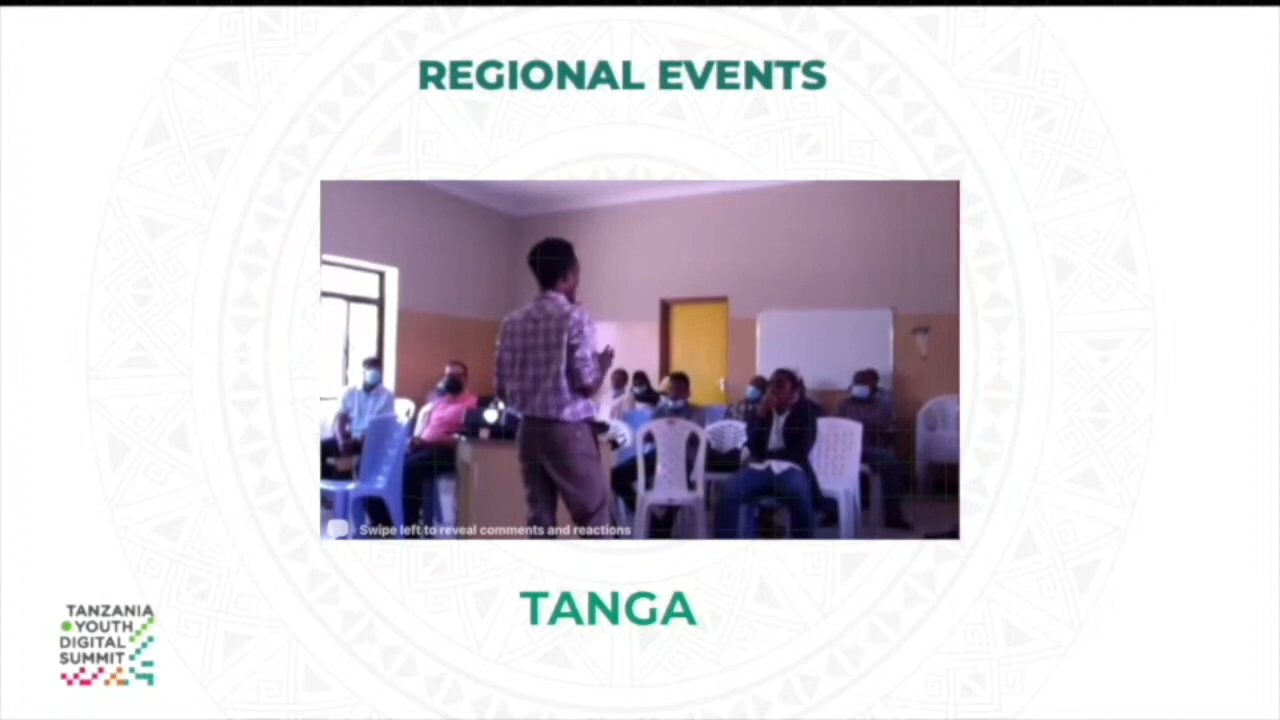 REGIONAL EVENTS
Swipe left to reveal comments and reactions
TANGA
TANZANIA
YOUTH
DIGITAL
SUMMIT